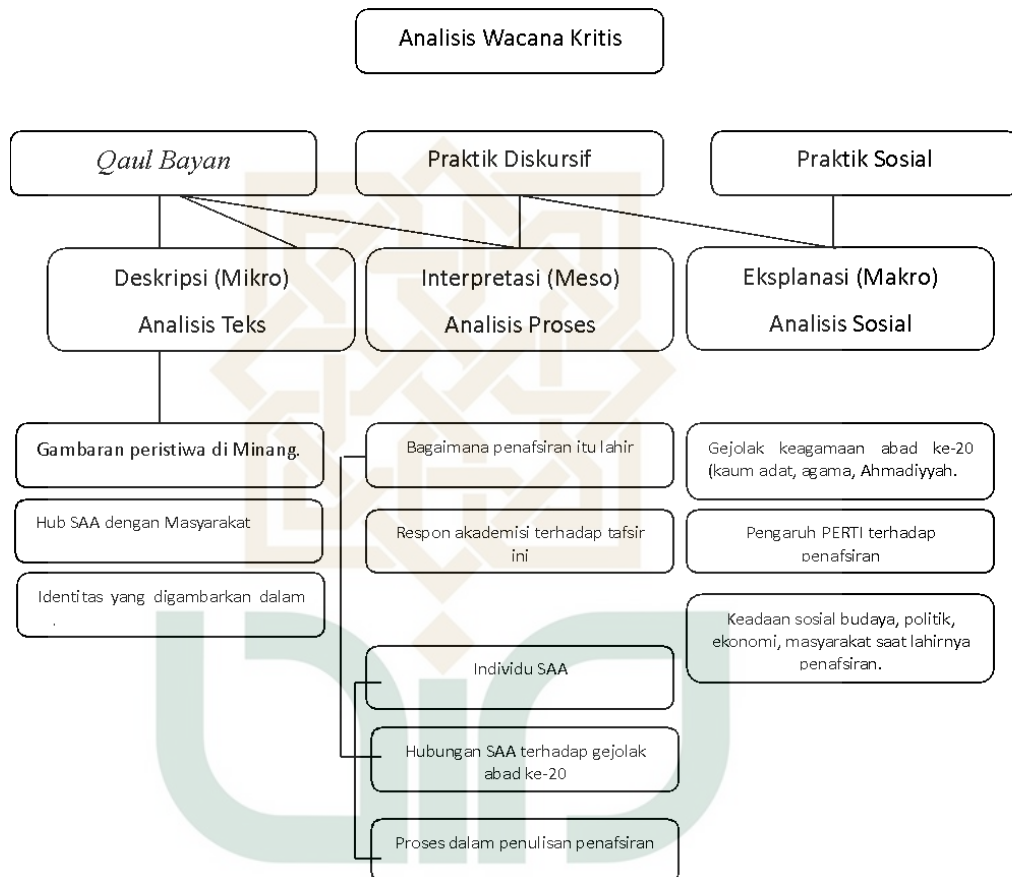 Analisis Wacana Kritis
Qaul Bayan
Praktik Diskursif
Praktik Sosial
Deskripsi (Mikro)
Analisis Teks
Interpretasi (Meso)
Analisis Proses
Eksplanasi (Makro)
Analisis Sosial
Gambaran peristiwa di Minang.
Hub SAA dengan Masyarakat
Identitas yang digambarkan dalam
.
Bagaimana penafsiran itu lahir
Respon akademisi terhadap tafsir
ini
Individu SAA
Hubungan SAA terhadap gejolak
abad ke-20
Proses dalam penulisan penafsiran
Gejolak keagamaan abad ke-20
(kaum adat, agama, Ahmadiyyah.
Pengaruh PERTI terhadap
penafsiran
Keadaan sosial budaya, politik,
ekonomi, masyarakat saat lahirnya
penafsiran.